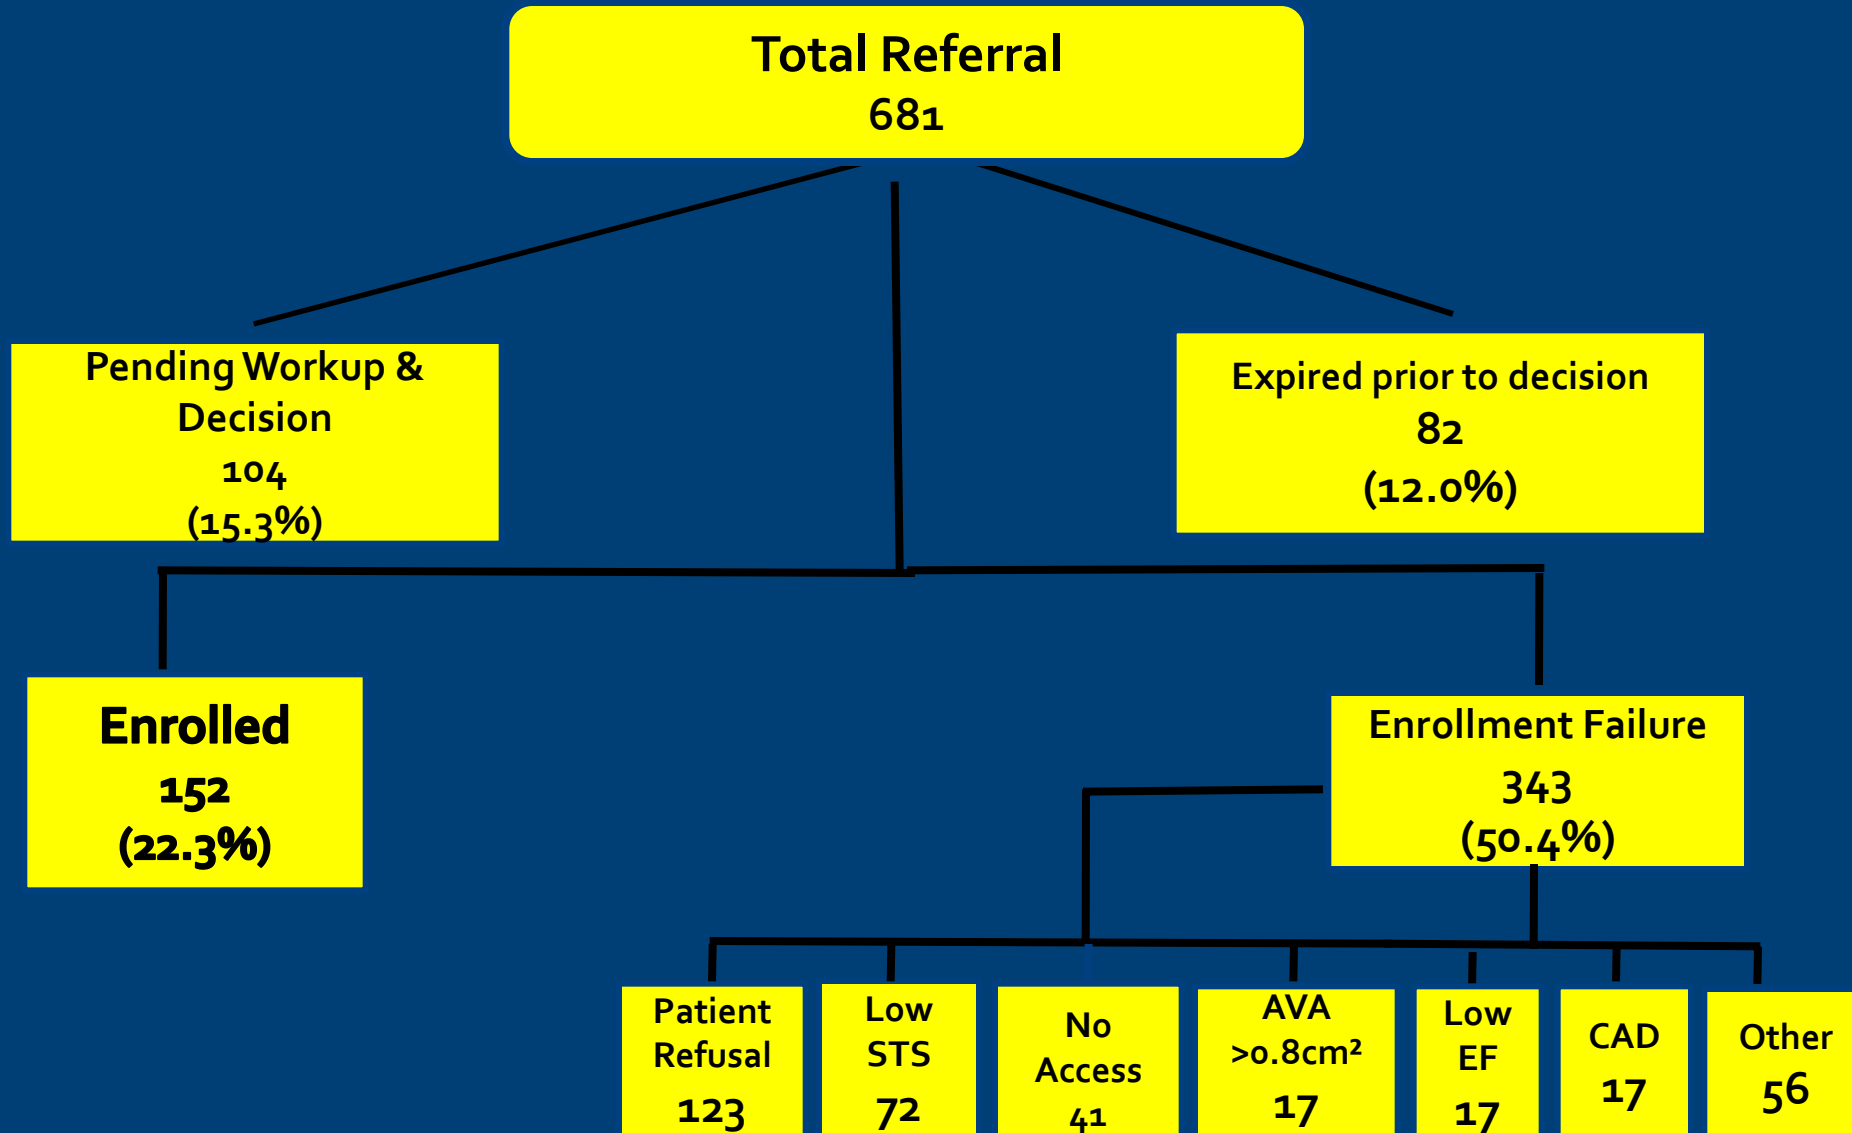 Total Referral
681
Pending Workup &
Decision
104
(15.3%)
Expired prior to decision
82
(12.0%)
Enrolled
152
(22.3%)
Enrollment Failure
343
(50.4%)
Patient
Refusal
123
Low
STS
72
No
Access
41
AVA
>0.8cm²
17
Low
EF
17
CAD
17
Other
56